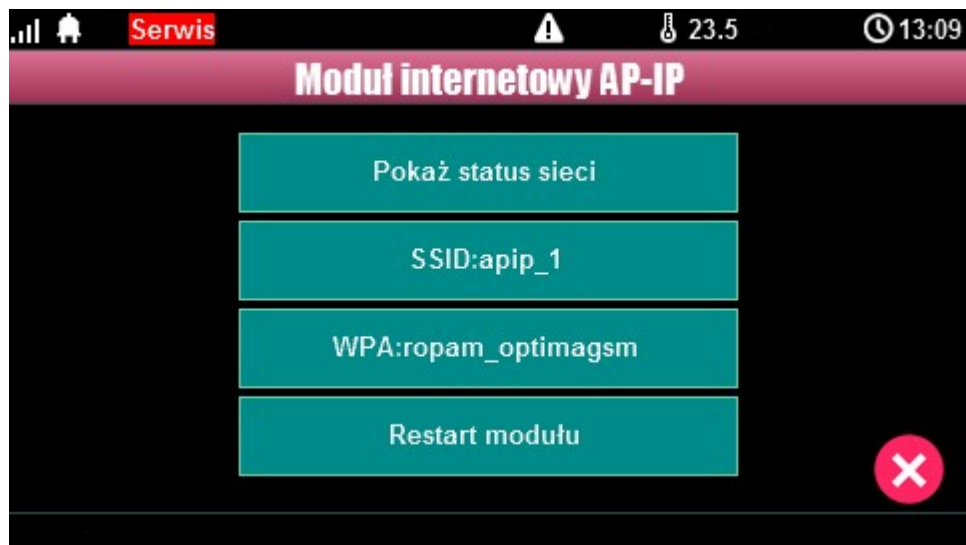 Serwis 23.5 13:09
Moduł internetowy AP-IP
Pokaż status sieci
SSID:apip_1
WPA:ropam_optimagsm
Restart modułu